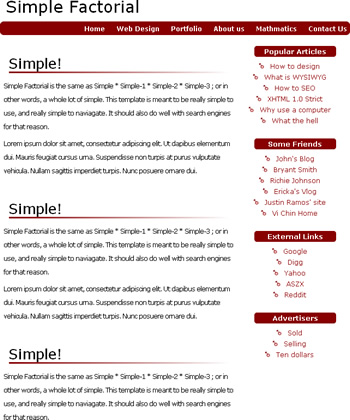 Simple Factorial
Home Web Design Portfolio About us Mathmatics Contact Us
Simple!
Simple Factorial is the same as Simple * Simple-1 * Simple-2 * Simple-3 ; or in
other words, a whole lot of simple. This template is meant to be really simple to
use, and really simple to naviagate. It should also do well with search engines
for that reason.
Lorem ipsum dolor sit amet, consectetur adipiscing elit. Ut dapibus elementum
dui. Mauris feugiat cursus urna. Suspendisse non turpis at purus vulputate
vehicula. Nullam sagittis imperdiet turpis. Nunc posuere ornare dui.
Simple!
Simple Factorial is the same as Simple * Simple-1 * Simple-2 * Simple-3 ; or in
other words, a whole lot of simple. This template is meant to be really simple to
use, and really simple to naviagate. It should also do well with search engines
for that reason.
Lorem ipsum dolor sit amet, consectetur adipiscing elit. Ut dapibus elementum
dui. Mauris feugiat cursus urna. Suspendisse non turpis at purus vulputate
vehicula. Nullam sagittis imperdiet turpis. Nunc posuere ornare dui.
Simple!
Simple Factorial is the same as Simple * Simple-1 * Simple-2 * Simple-3 ; or in
other words, a whole lot of simple. This template is meant to be really simple to
use, and really simple to naviagate. It should also do well with search engines
for that reason.
Popular Articles
How to design
What is WYSIWYG
How to SEO
XHTML 1.0 Strict
Why use a computer
What the hell
Some Friends
John's Blog
Bryant Smith
Richie Johnson
Ericka's Vlog
Justin Ramos' site
Vi Chin Home
External Links
Google
Digg
Yahoo
ASZX
Reddit
Advertisers
Sold
Selling
Ten dollars